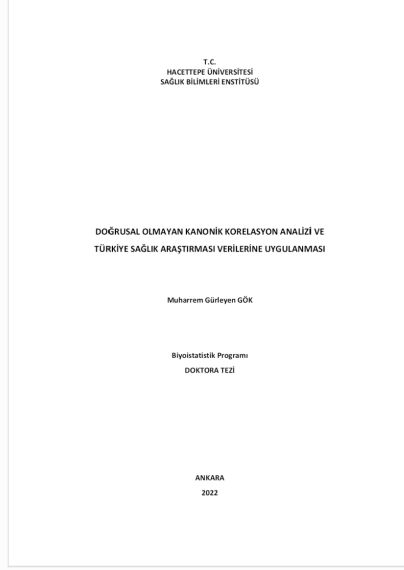 T.C.
HACETTEPE ÜNİVERSİTESİ
SAĞLIK BİLİMLERİ ENSTİTÜSÜ
DOĞRUSAL OLMAYAN KANONİK KORELASYON ANALİZİ VE
TÜRKİYE SAĞLIK ARAŞTIRMASI VERİLERİNE UYGULANMASI
Muharrem Gürleyen GÖK
Biyoistatistik Programı
DOKTORA TEZİ
ANKARA
2022